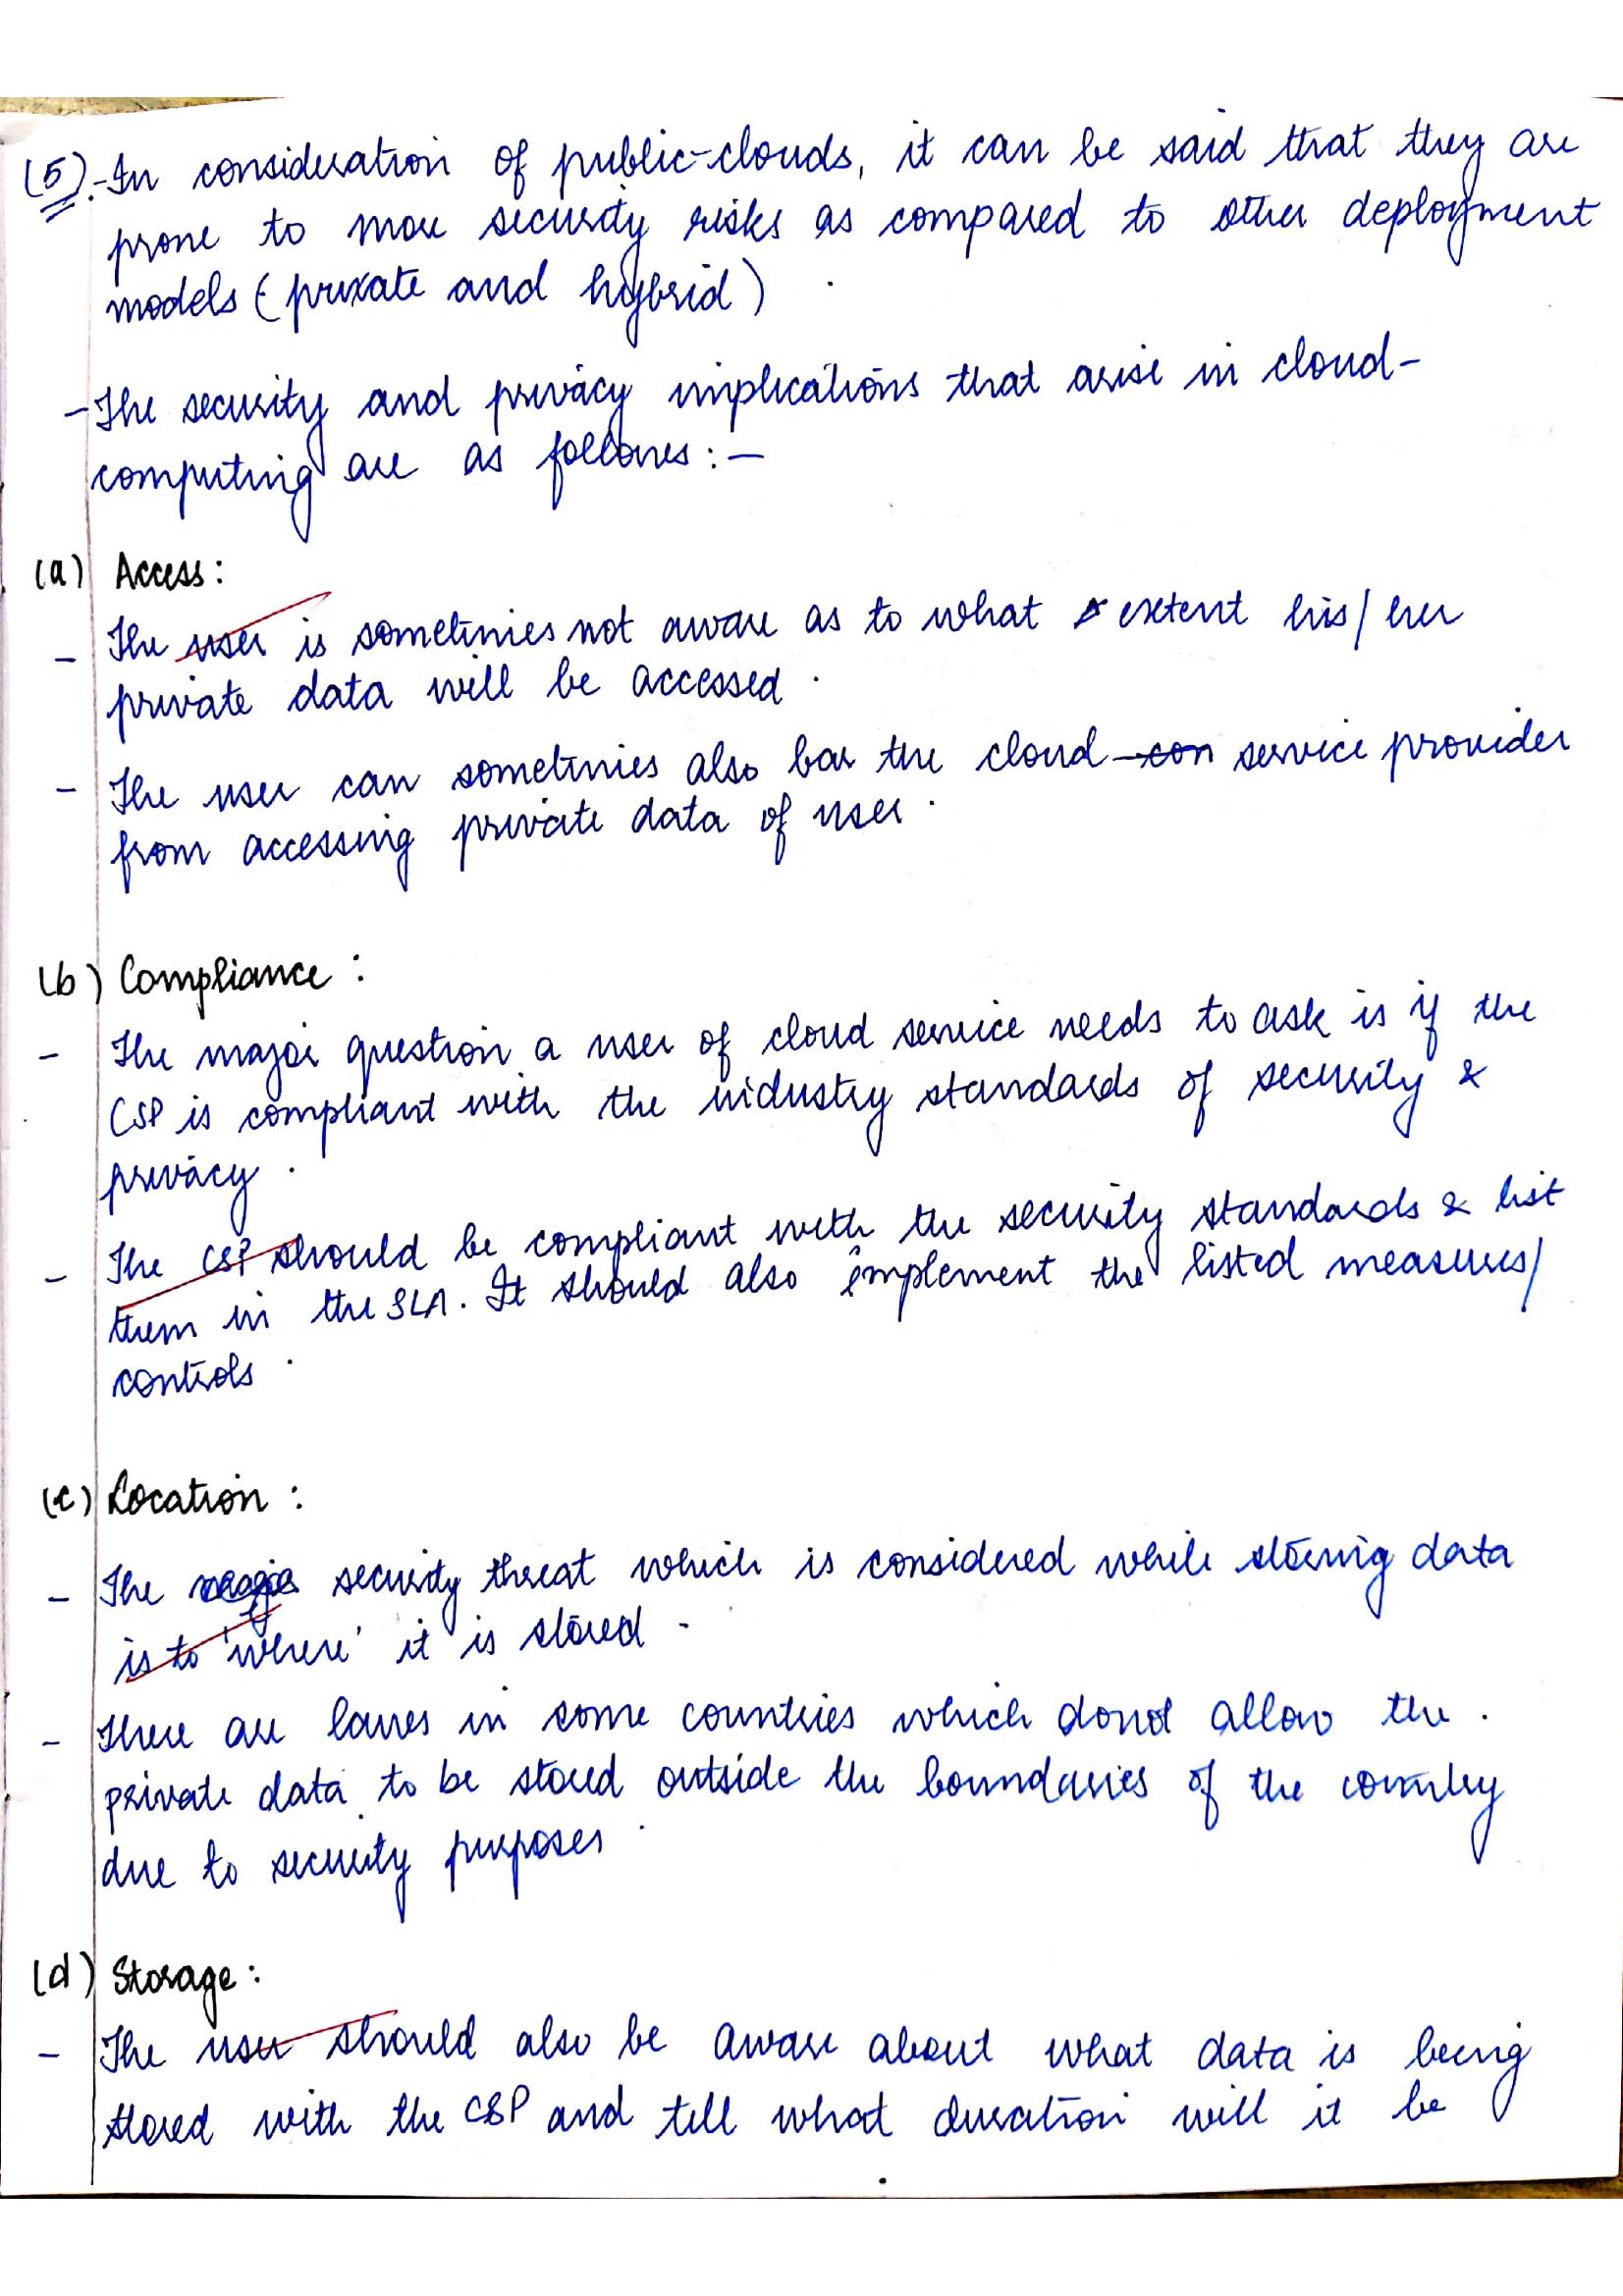 (5).- In consideration of public-clouds, it can be said that they are
prone to more security risks as compared to other deployment
models (private and hybrid)
- The security and privacy implications that arise in cloud-
computing are as follows :-
(a) Access :
- The user is sometimes not aware as to what extent his/her
private data will be accessed.
- The user can sometimes also bar the cloud con service provider
from accessing private data of user.
(b) Compliance :
- The major question a user of cloud service needs to ask is if the
CSP is compliant with the industry standards of security &
privacy.
- The CSP should be compliant with the security standards & list
them in the SLA. It should also implement the listed measures/
controls.
(c) Location :
- The security threat which is considered while storing data
is to 'where' it is stored.
- There are laws in some countries which donot allow the
private data to be stored outside the boundaries of the country
due to security purposes.
(d) Storage :
- The user should also be aware about what data is being
stored with the CSP and till what duration will it be